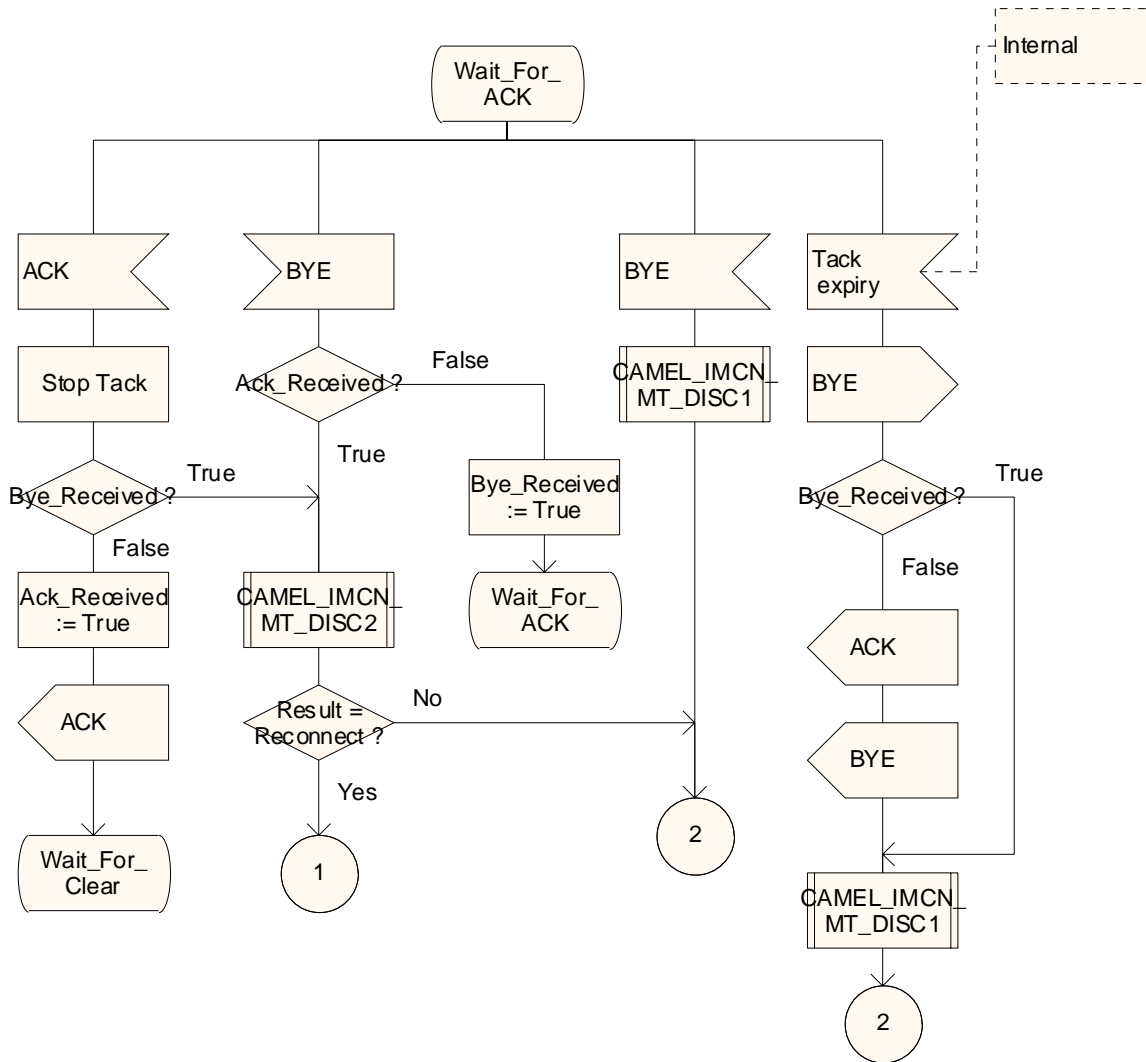 Internal
Wait_For_
ACK
ACK
BYE
BYE
Tack
expiry
Stop Tack
Ack_Received ?
False
CAMEL_IMCN_
MT_DISC1
BYE
True
Bye_Received ?
True
Bye_Received
:= True
Bye_Received ?
True
False
False
Ack_Received
:= True
CAMEL_IMCN_
MT_DISC2
Wait_For_
ACK
ACK
ACK
Result =
Reconnect ?
No
BYE
Yes
2
Wait_For_
Clear
1
CAMEL_IMCN_
MT_DISC1
2